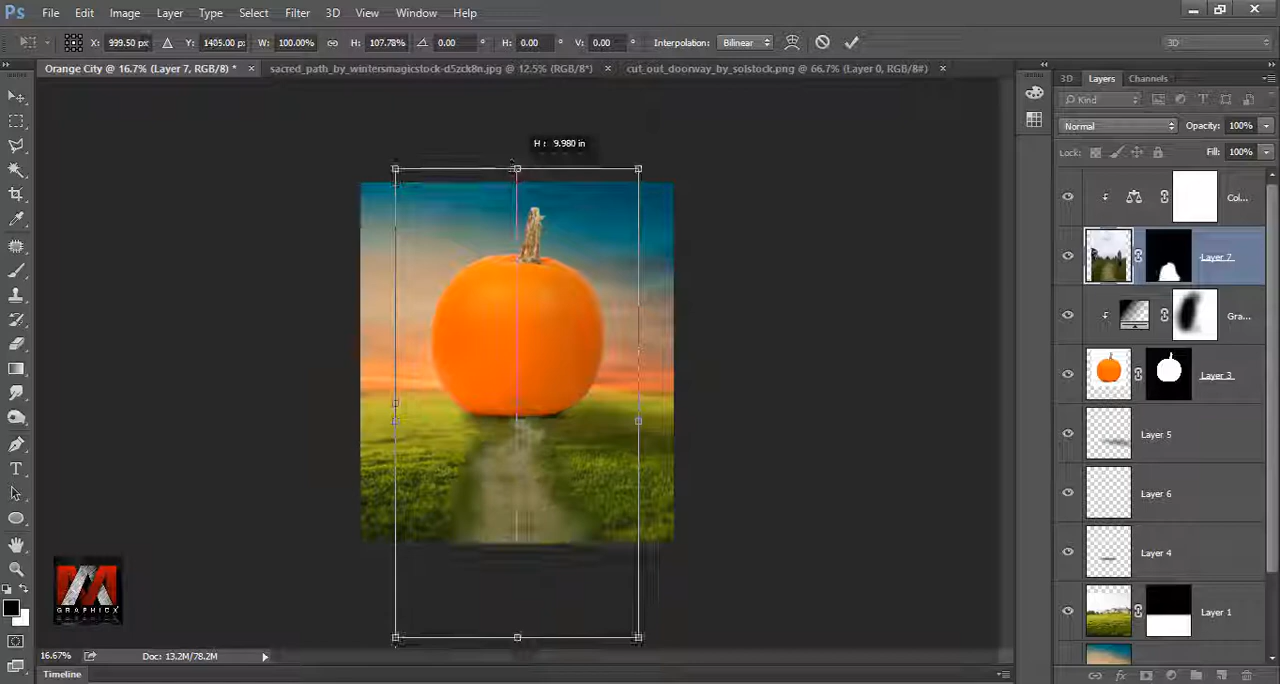 Ps File Edit Image Layer Type Select Filter 3D View Window Help
X: 999.50 px Y: 1405.00 p: W: 100.00% H: 107.78% 0.00 ° H: 0.00 ° V: 0.00 ° Interpolation: Bilinear 3D
Orange City @ 16.7% (Layer 7, RGB/8) * × sacred_path_by_wintersmagicstock-d5zck8n.jpg @ 12.5% (RGB/8*) × cut_out_doorway_by_solstock.png @ 66.7% (Layer 0, RGB/8#) ×
3D Layers Channels
Kind
Normal Opacity: 100%
Lock: Fill: 100%
H : 9.980 in
Col...
Layer 7
Gra...
Layer 3
Layer 5
Layer 6
Layer 4
Layer 1
MA
GRAPHICX
16.67% Doc: 13.2M/78.2M
Timeline